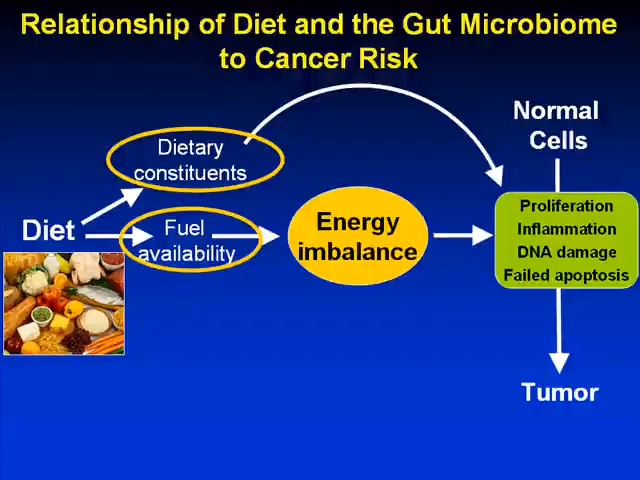 Relationship of Diet and the Gut Microbiome
to Cancer Risk
Normal
Cells
Dietary
constituents
Diet
Fuel
availability
Energy
imbalance
Proliferation
Inflammation
DNA damage
Failed apoptosis
Tumor